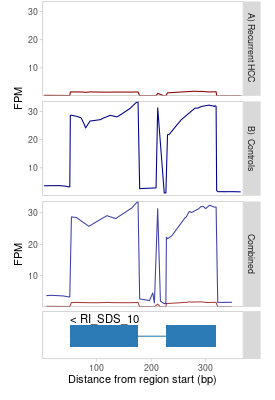 30
20
10
A) Recurrent HCC
FPM
30
20
10
B): Controls
30
20
10
FPM
Combined
< RI_SDS_10
100
200
300
Distance from region start (bp)